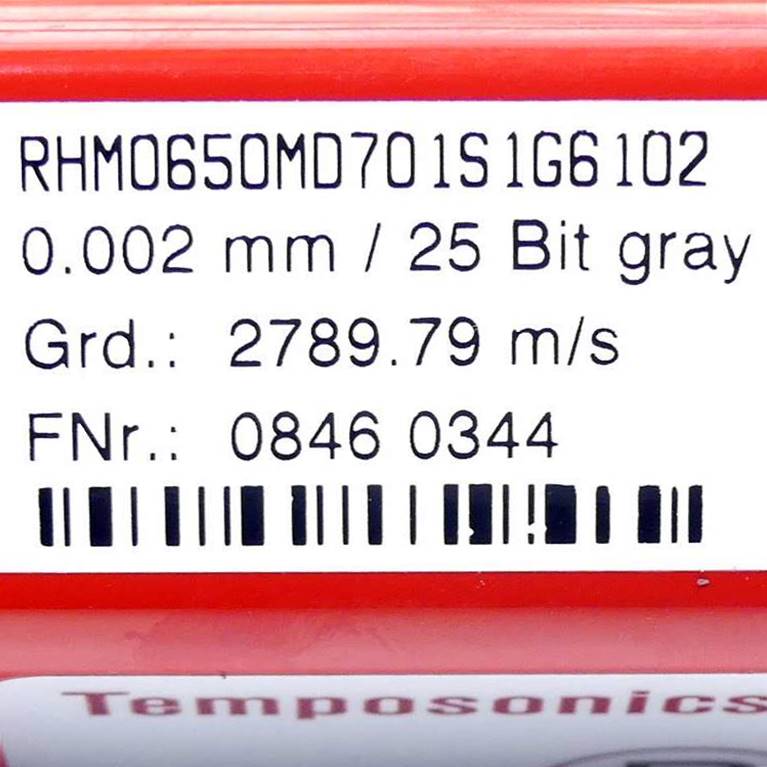 RHM0650MD701S1G6102
0.002 mm / 25 Bit gray
Grd.: 2789.79 m/s
FNr.: 0846 0344
Temposonics